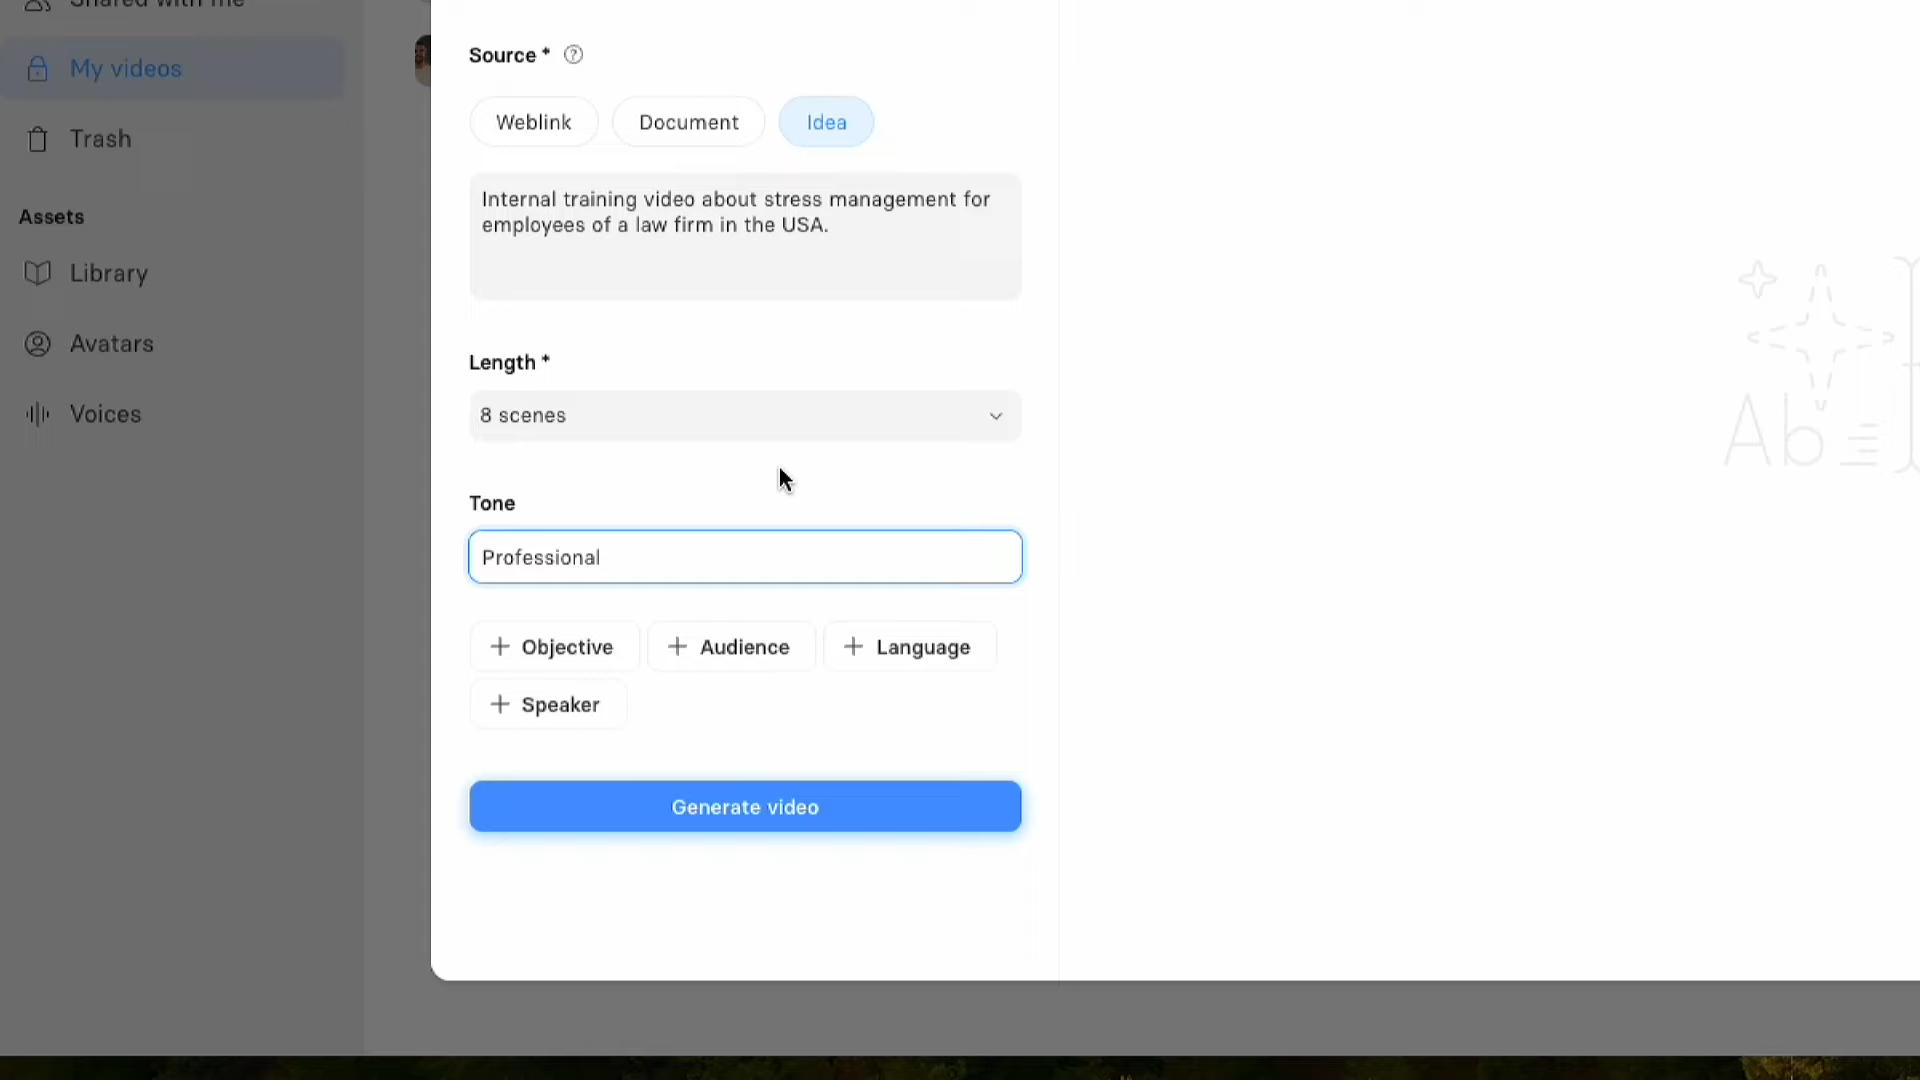 Shared with me
My videos
Trash
Assets
Library
Avatars
Voices
Source *
Weblink
Document
Idea
Internal training video about stress management for
employees of a law firm in the USA.
Length *
8 scenes
Tone
Professional
+ Objective
+ Audience
+ Language
+ Speaker
Generate video
Ab